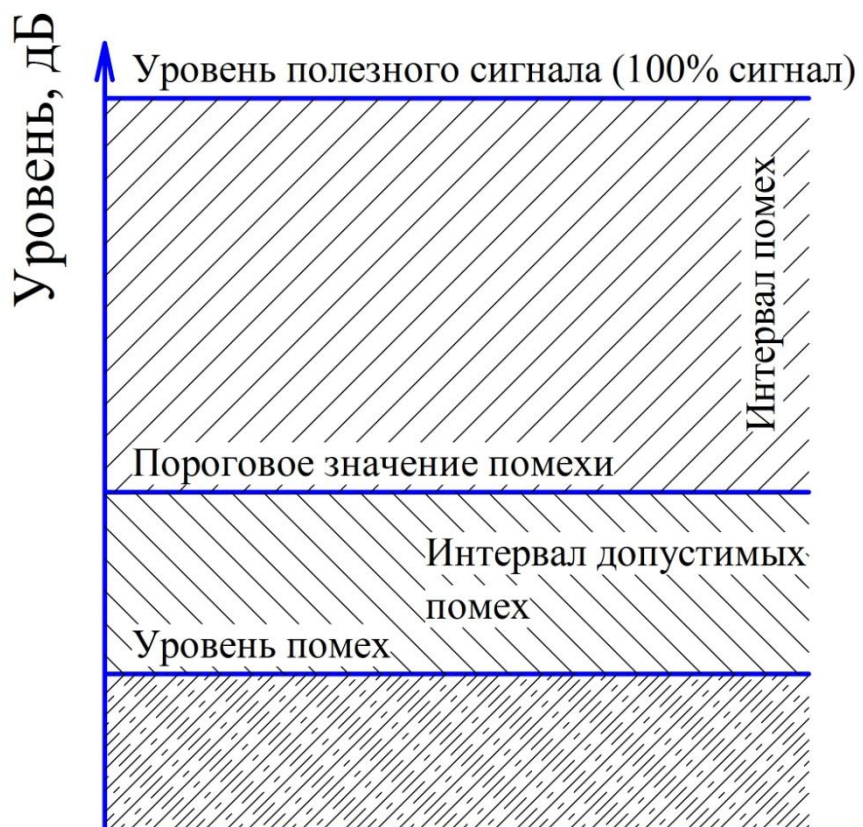 Уровень, дБ
Уровень полезного сигнала (100% сигнал)
Интервал помех
Пороговое значение помехи
Интервал допустимых
помех
Уровень помех